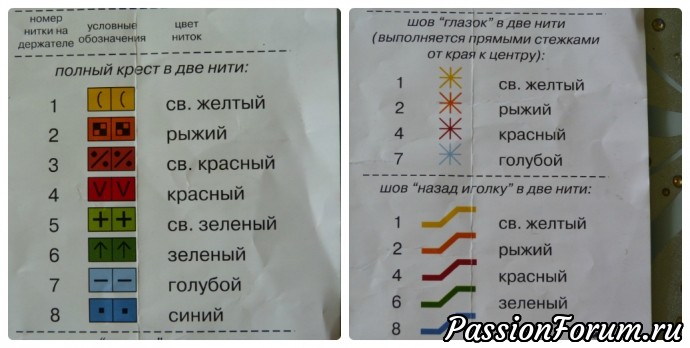 номер нитки на держателе условные обозначения цвет ниток
полный крест в две нити:
1 ( ( св. желтый
2 рыжий
3 % % св. красный
4 V V красный
5 + + св. зеленый
6 ↑ ↑ зеленый
7 – – голубой
8 ▪ ▪ синий
шов "глазок" в две нити
(выполняется прямыми стежками
от края к центру):
1 св. желтый
2 рыжий
4 красный
7 голубой
шов "назад иголку" в две нити:
1 св. желтый
2 рыжий
4 красный
6 зеленый
8
PassionForum.ru